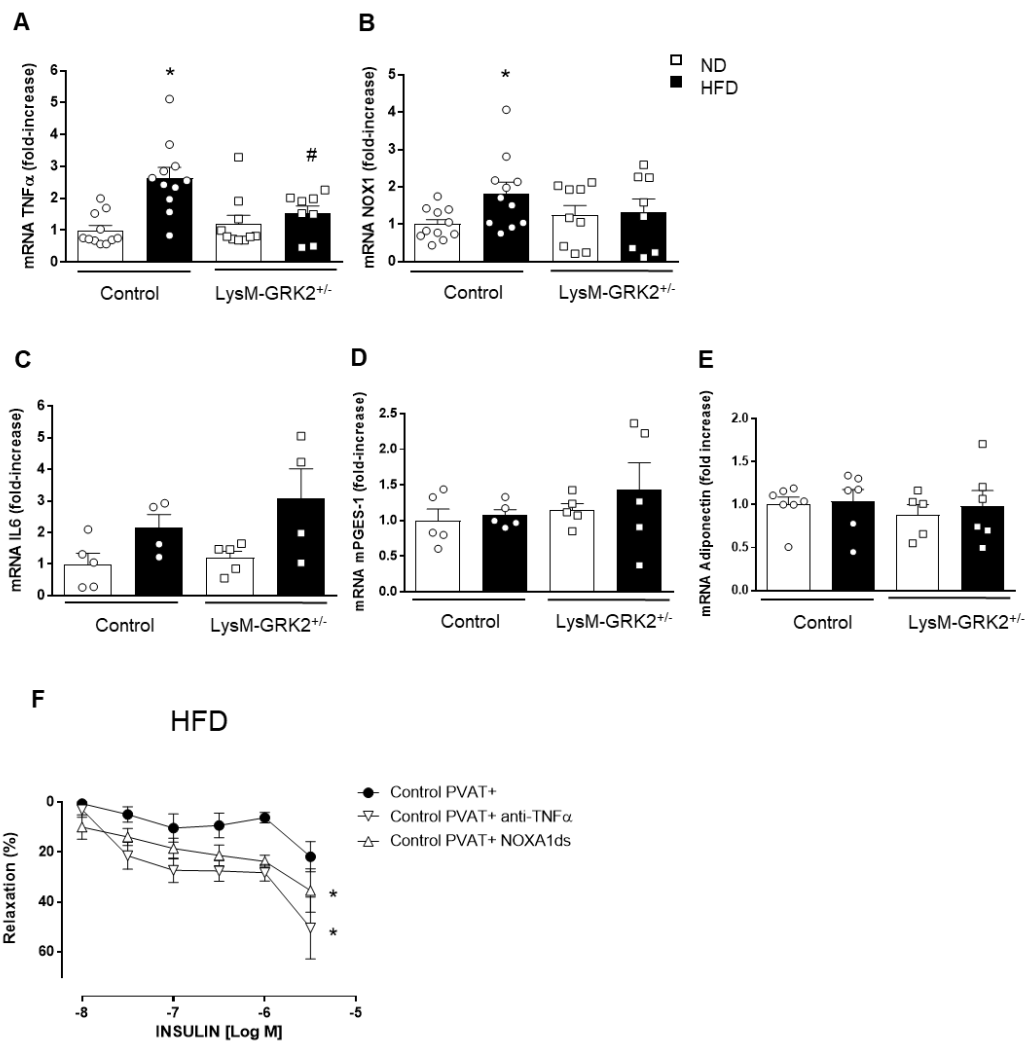 A
mRNA TNFα (fold-increase)
6
5
4
3
2
1
0
*
#
Control
LysM-GRK2+/-
B
mRNA NOX1 (fold-increase)
5
4
3
2
1
0
*
Control
LysM-GRK2+/-
ND
HFD
C
mRNA IL6 (fold-increase)
6
5
4
3
2
1
0
Control
LysM-GRK2+/-
D
mRNA mPGES-1 (fold-increase)
2.5
2.0
1.5
1.0
0.5
0.0
Control
LysM-GRK2+/-
E
mRNA Adiponectin (fold increase)
2.0
1.5
1.0
0.5
0.0
Control
LysM-GRK2+/-
F
HFD
Relaxation (%)
0
20
40
60
*
*
-8 -7 -6 -5
INSULIN [Log M]
Control PVAT+
Control PVAT+ anti-TNFα
Control PVAT+ NOXA1ds